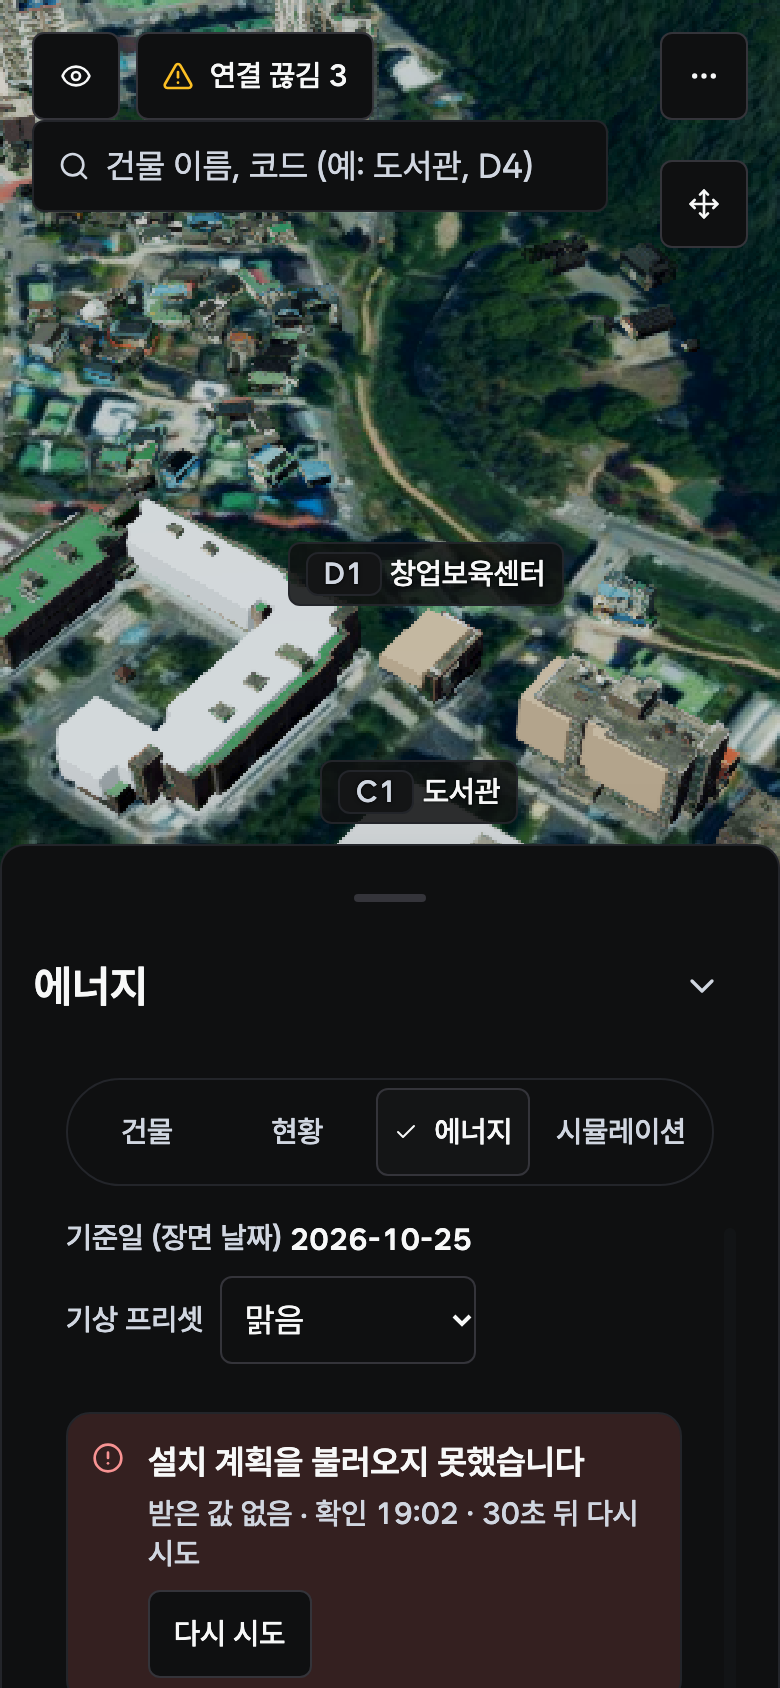 연결 끊김 3
건물 이름, 코드 (예: 도서관, D4)
D1 창업보육센터
C1 도서관
에너지
건물 현황 에너지 시뮬레이션
기준일 (장면 날짜) 2026-10-25
기상 프리셋 맑음
설치 계획을 불러오지 못했습니다
받은 값 없음 · 확인 19:02 · 30초 뒤 다시
시도
다시 시도